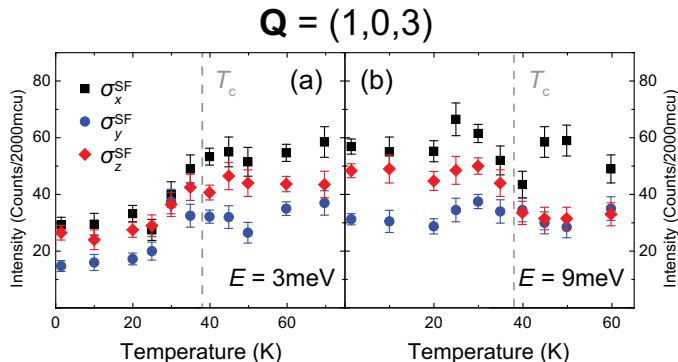 Q = (1,0,3)
Intensity (Counts/2000mcu)
80
60
40
20
(a)
T_c
σ_x^SF
σ_y^SF
σ_z^SF
E = 3meV
0 20 40 60
Temperature (K)
(b)
T_c
E = 9meV
20 40 60
Temperature (K)
80
60
40
20
Intensity (Counts/2000mcu)